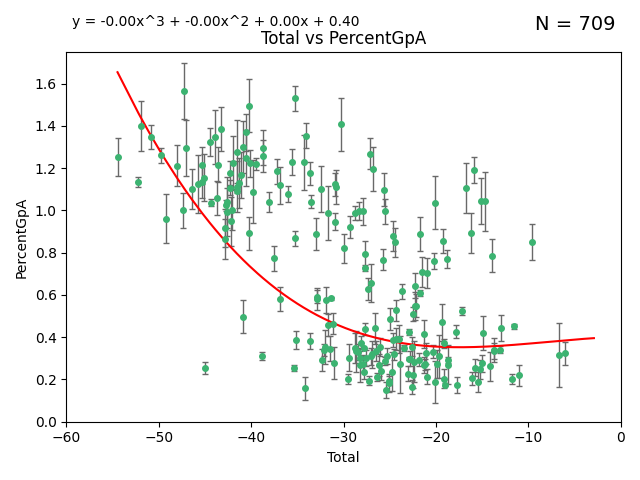 y = -0.00x^3 + -0.00x^2 + 0.00x + 0.40
N = 709
Total vs PercentGpA
PercentGpA
1.6
1.4
1.2
1.0
0.8
0.6
0.4
0.2
0.0
−60 −50 −40 −30 −20 −10 0
Total